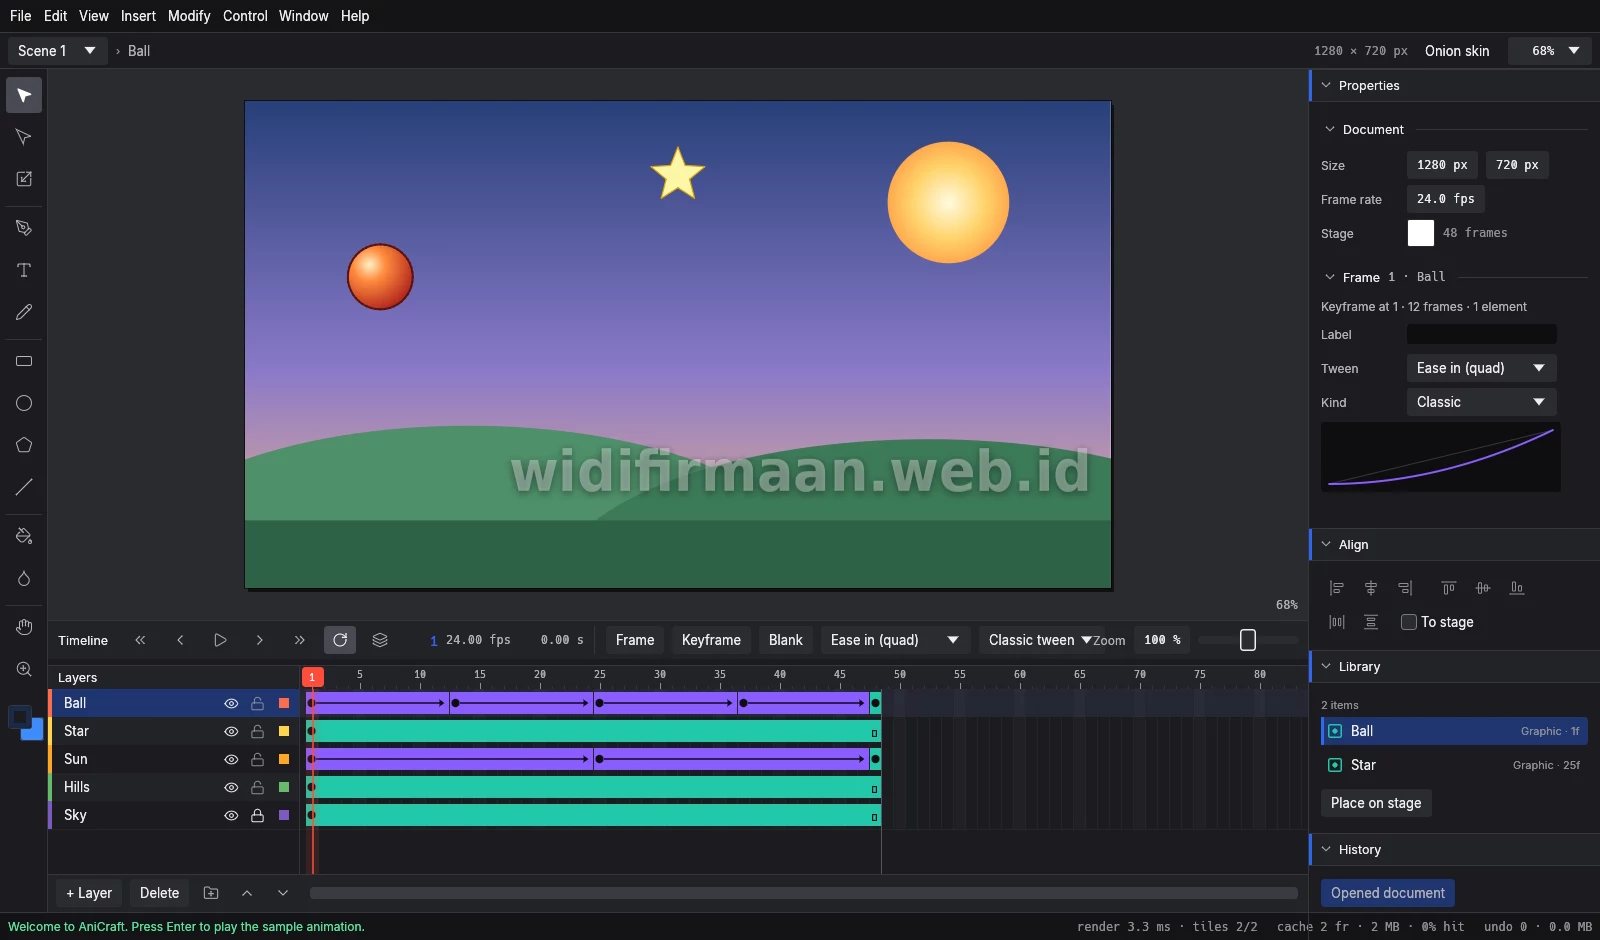 File Edit View Insert Modify Control Window Help
Scene 1 › Ball 1280 × 720 px Onion skin 68%
Properties
Document
Size 1280 px 720 px
Frame rate 24.0 fps
Stage 48 frames
Frame 1 · Ball
Keyframe at 1 · 12 frames · 1 element
Label
Tween Ease in (quad)
Kind Classic
widifirmaan.web.id
68%
Align
To stage
Timeline 1 24.00 fps 0.00 s Frame Keyframe Blank Ease in (quad) Classic tween Zoom 100 %
Layers 1 5 10 15 20 25 30 35 40 45 50 55 60 65 70 75 80
Ball
Star
Sun
Hills
Sky
Library
2 items
Ball Graphic · 1f
Star Graphic · 25f
Place on stage
History
Opened document
+ Layer Delete
Welcome to AniCraft. Press Enter to play the sample animation. render 3.3 ms · tiles 2/2 cache 2 fr · 2 MB · 0% hit undo 0 · 0.0 MB